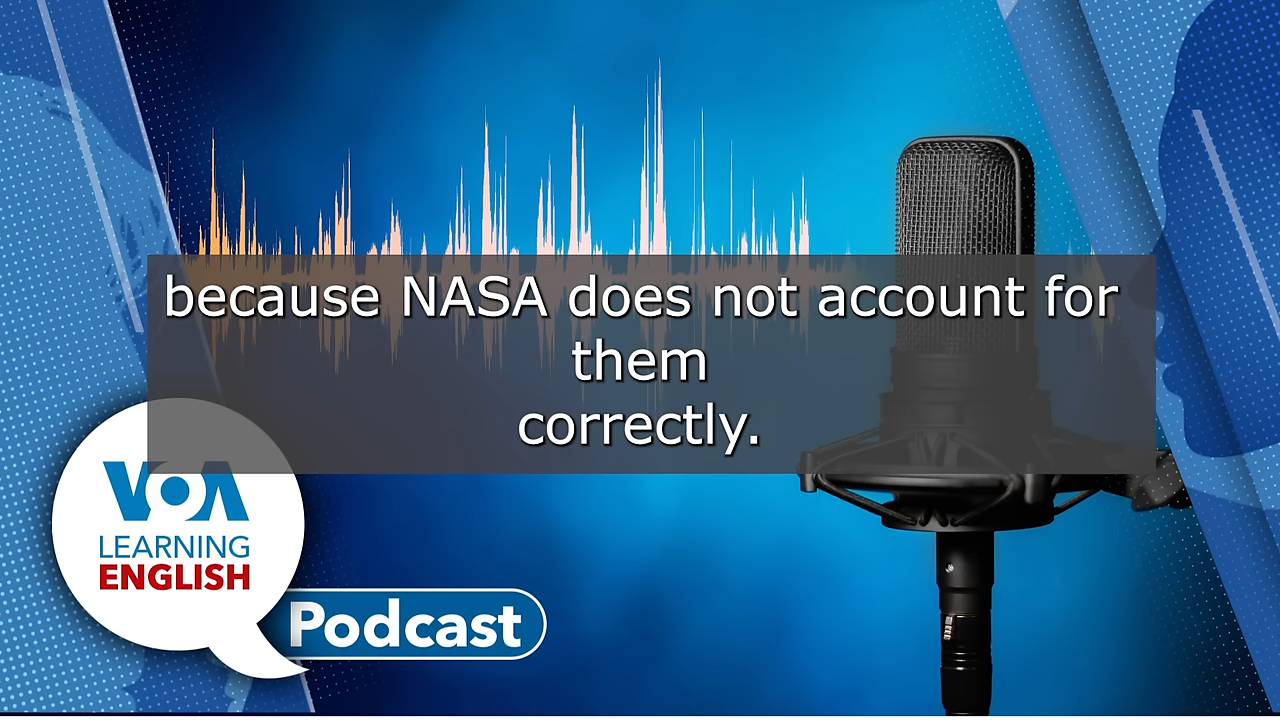 because NASA does not account for
them
correctly.
VOA
LEARNING
ENGLISH
Podcast